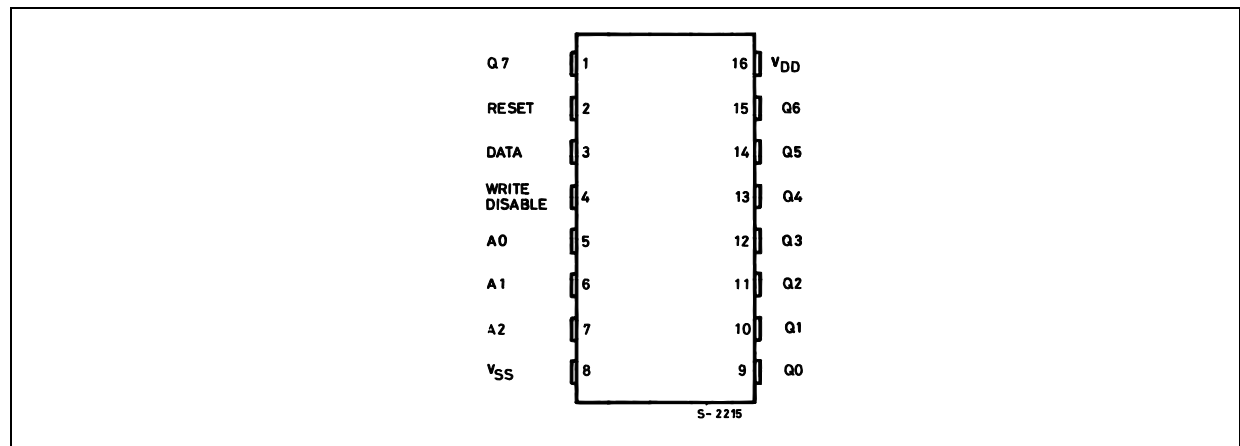 Q7 1 16 VDD
RESET 2 15 Q6
DATA 3 14 Q5
WRITE
DISABLE 4 13 Q4
A0 5 12 Q3
A1 6 11 Q2
A2 7 10 Q1
VSS 8 9 Q0
S-2215